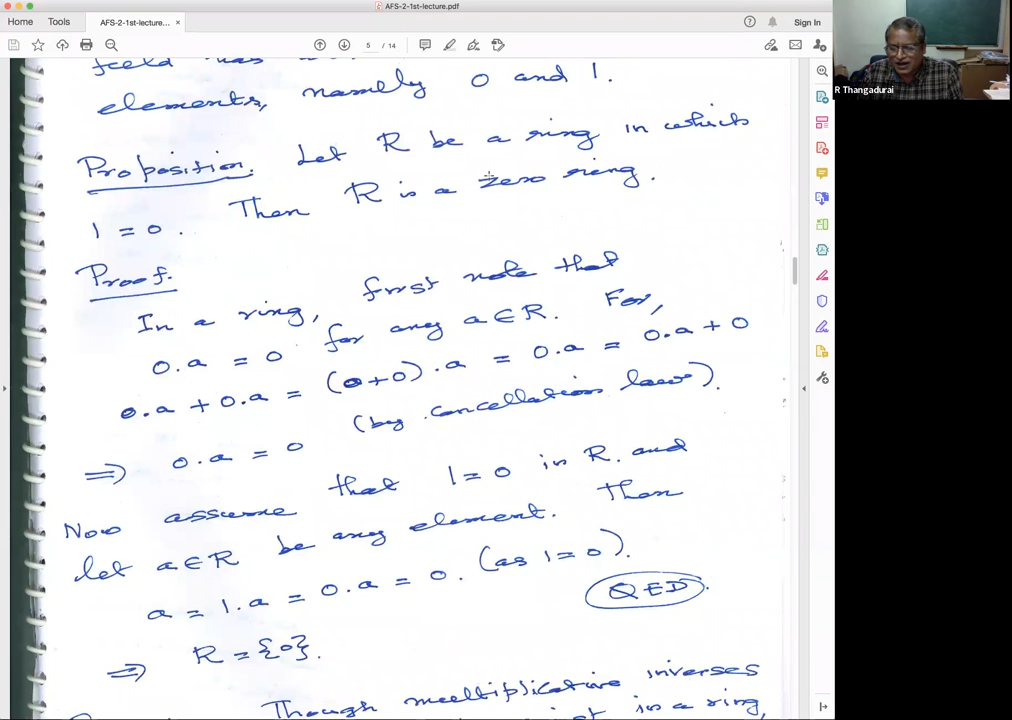 AFS-2-1st-lecture.pdf
Home Tools AFS-2-1st-lecture... × Sign In
5 / 14
R Thangadurai
field has
elements, namely 0 and 1.
Proposition. Let R be a ring in which
1 = 0. Then R is a zero ring.
Proof.
In a ring, first note that
0.a = 0 for any a ∈ R. For,
0.a + 0.a = (0+0).a = 0.a = 0.a + 0
⇒ 0.a = 0 (by cancellation law).
Now assume that 1 = 0 in R. and
let a ∈ R be any element. Then
a = 1.a = 0.a = 0. (as 1 = 0).
⇒ R = {0}. QED.
Though multiplicative inverses
in a ring,